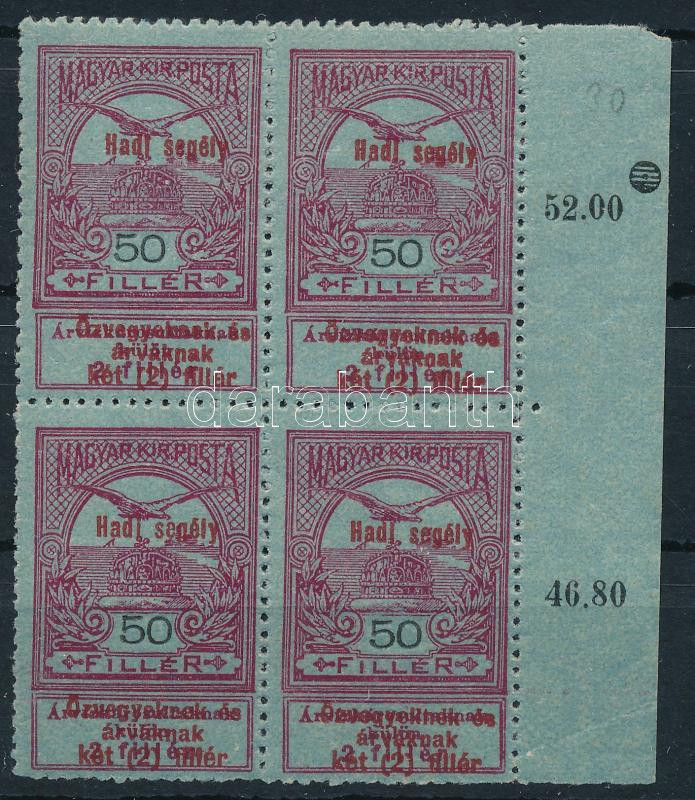 MAGYAR KIR. POSTA MAGYAR KIR. POSTA
30
Hadi segély Hadi segély
52.00
50 50
FILLÉR FILLÉR
Özvegyeknek és Özvegyeknek és
árváknak árváknak
két (2) fillér két (2) fillér
darabanth
MAGYAR KIR. POSTA MAGYAR KIR. POSTA
Hadi segély Hadi segély
46.80
50 50
FILLÉR FILLÉR
Özvegyeknek és Özvegyeknek és
árváknak árváknak
két (2) fillér két (2) fillér